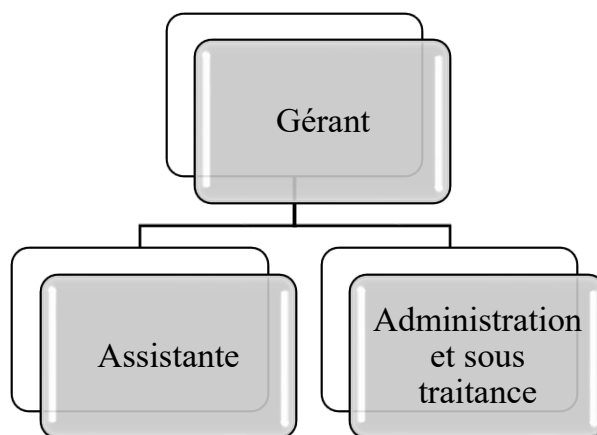 Gérant
Assistante
Administration
et sous
traitance